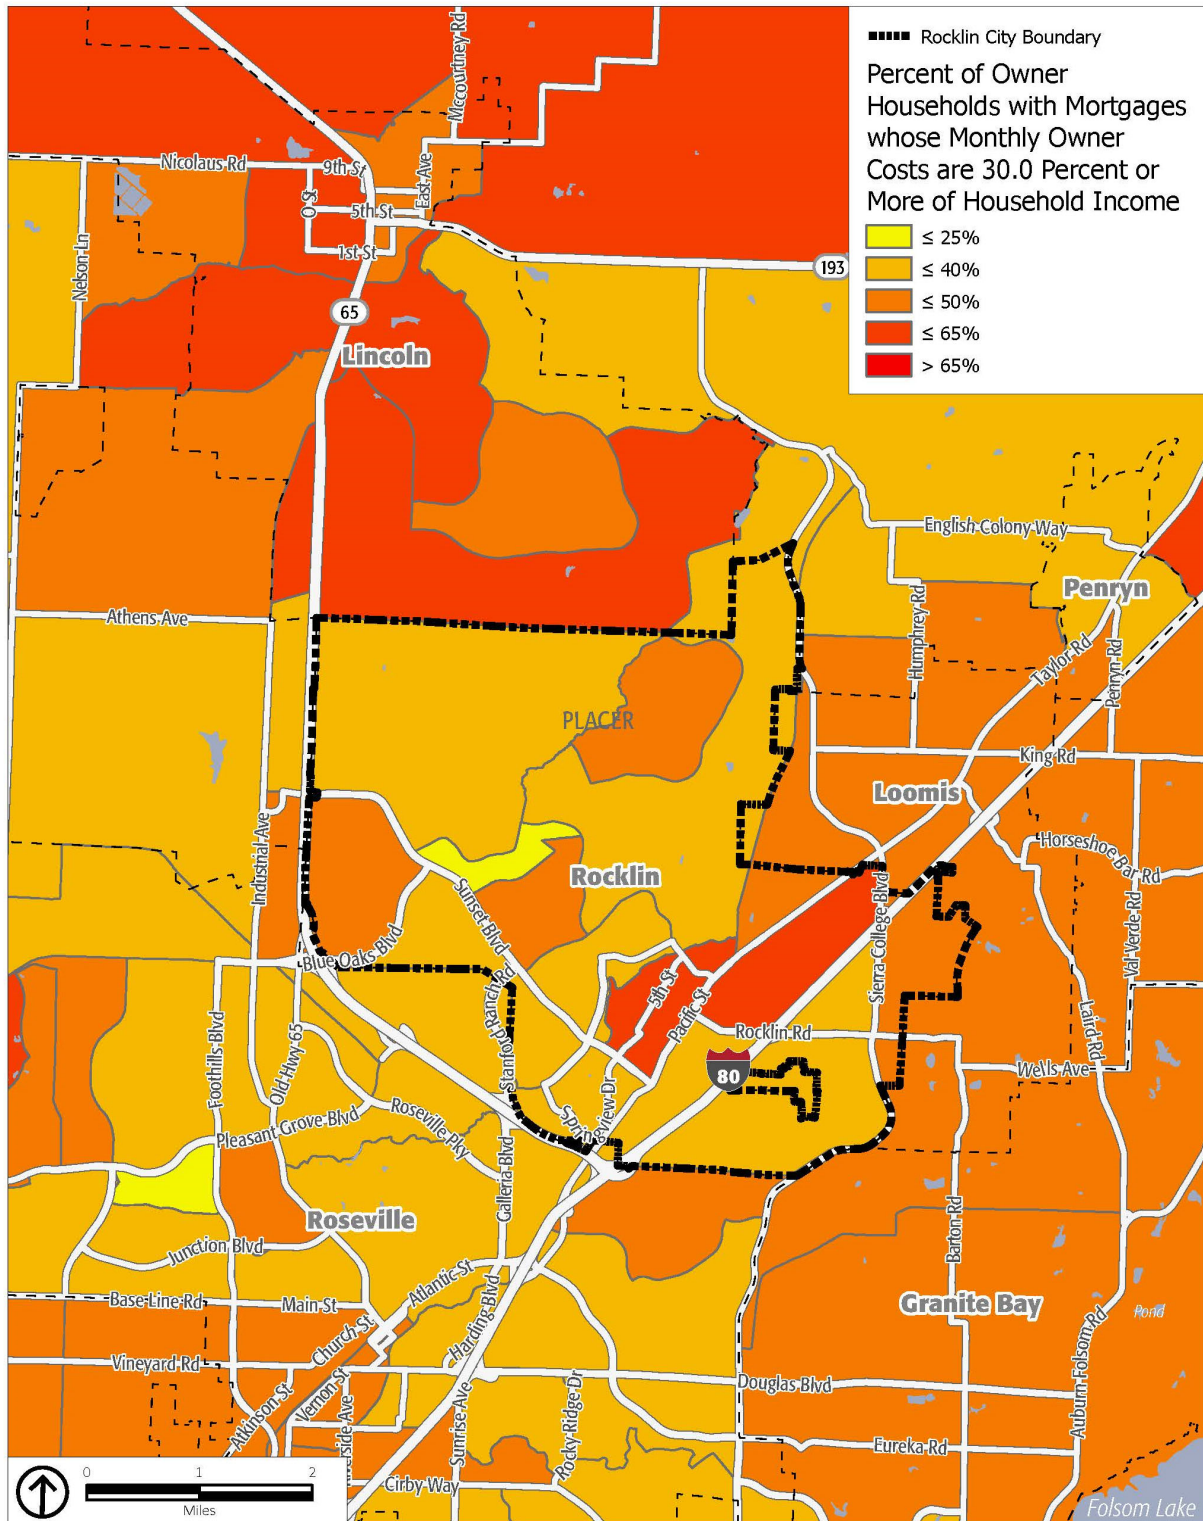 Rocklin City Boundary
Percent of Owner
Households with Mortgages
whose Monthly Owner
Costs are 30.0 Percent or
More of Household Income
≤ 25%
≤ 40%
≤ 50%
≤ 65%
> 65%
Mccourtney Rd
Nicolaus Rd
9th St
East Ave
O St
5th St
1st St
Nelson Ln
193
65
Lincoln
English Colony Way
Penryn
Athens Ave
Humphrey Rd
Taylor Rd
Penryn Rd
PLACER
King Rd
Loomis
Industrial Ave
Horseshoe Bar Rd
Rocklin
Sunset Blvd
Sierra College Blvd
Val Verde Rd
Blue Oaks Blvd
Stanford Ranch Rd
5th St
Pacific St
Rocklin Rd
Laird Rd
Foothills Blvd
Old Hwy 65
80
Wells Ave
Pleasant Grove Blvd
Roseville Pky
Springview Dr
Galleria Blvd
Roseville
Barton Rd
Junction Blvd
Atlantic St
Base Line Rd
Main St
Harding Blvd
Granite Bay
Pond
Church St
Vineyard Rd
Vernon St
Douglas Blvd
Auburn Folsom Rd
Atkinson St
Sunrise Ave
Rocky Ridge Dr
Eureka Rd
Cirby Way
0 1 2
Miles
Folsom Lake